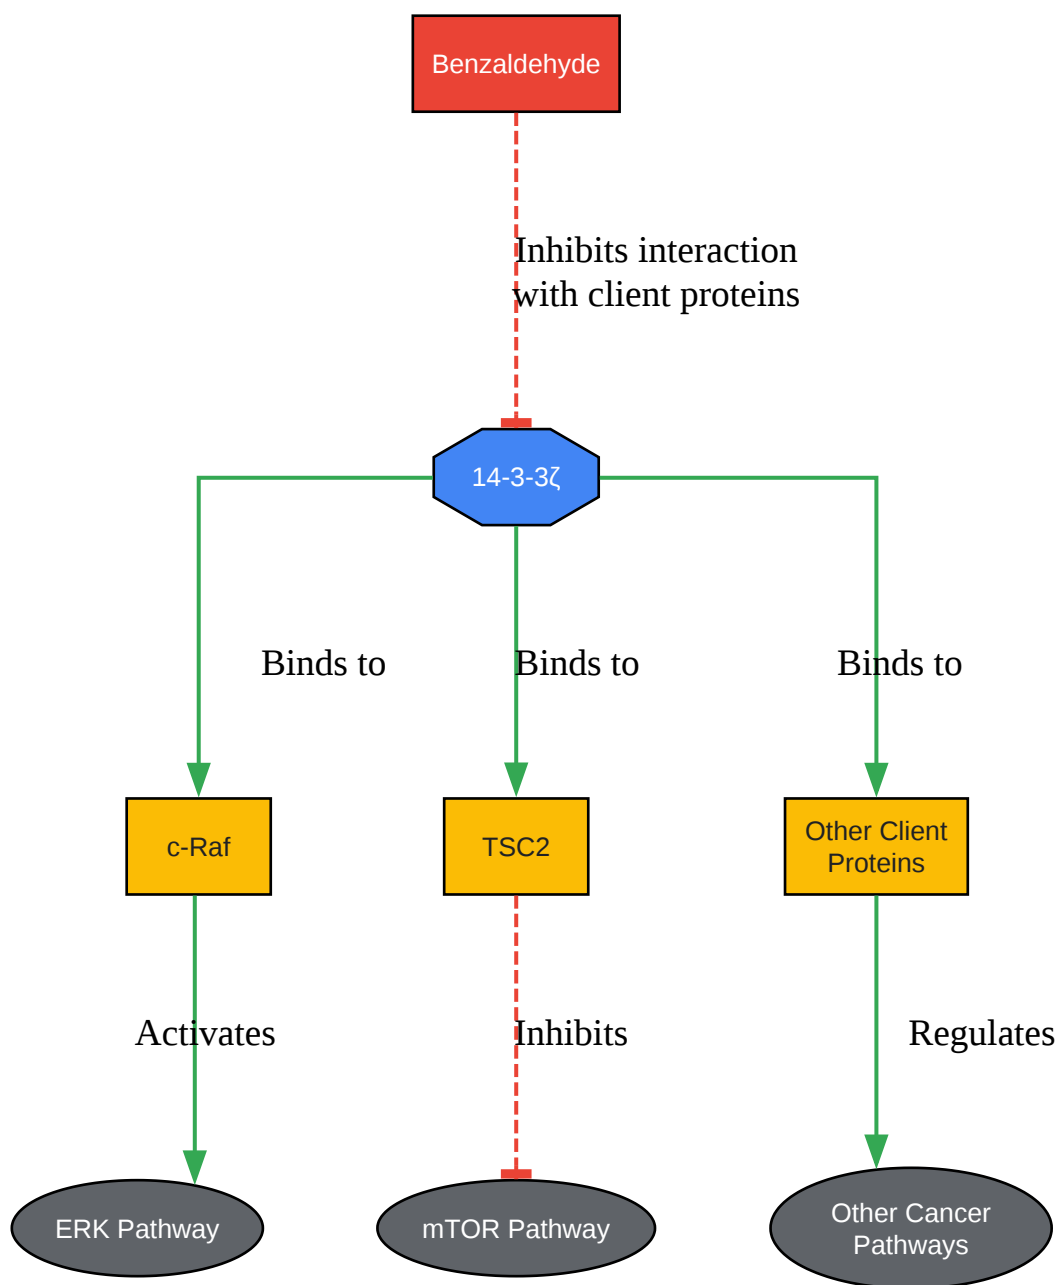 Benzaldehyde
Inhibits interaction
with client proteins
14-3-3ζ
Binds to
Binds to
Binds to
c-Raf
TSC2
Other Client
Proteins
Activates
Inhibits
Regulates
ERK Pathway
mTOR Pathway
Other Cancer
Pathways